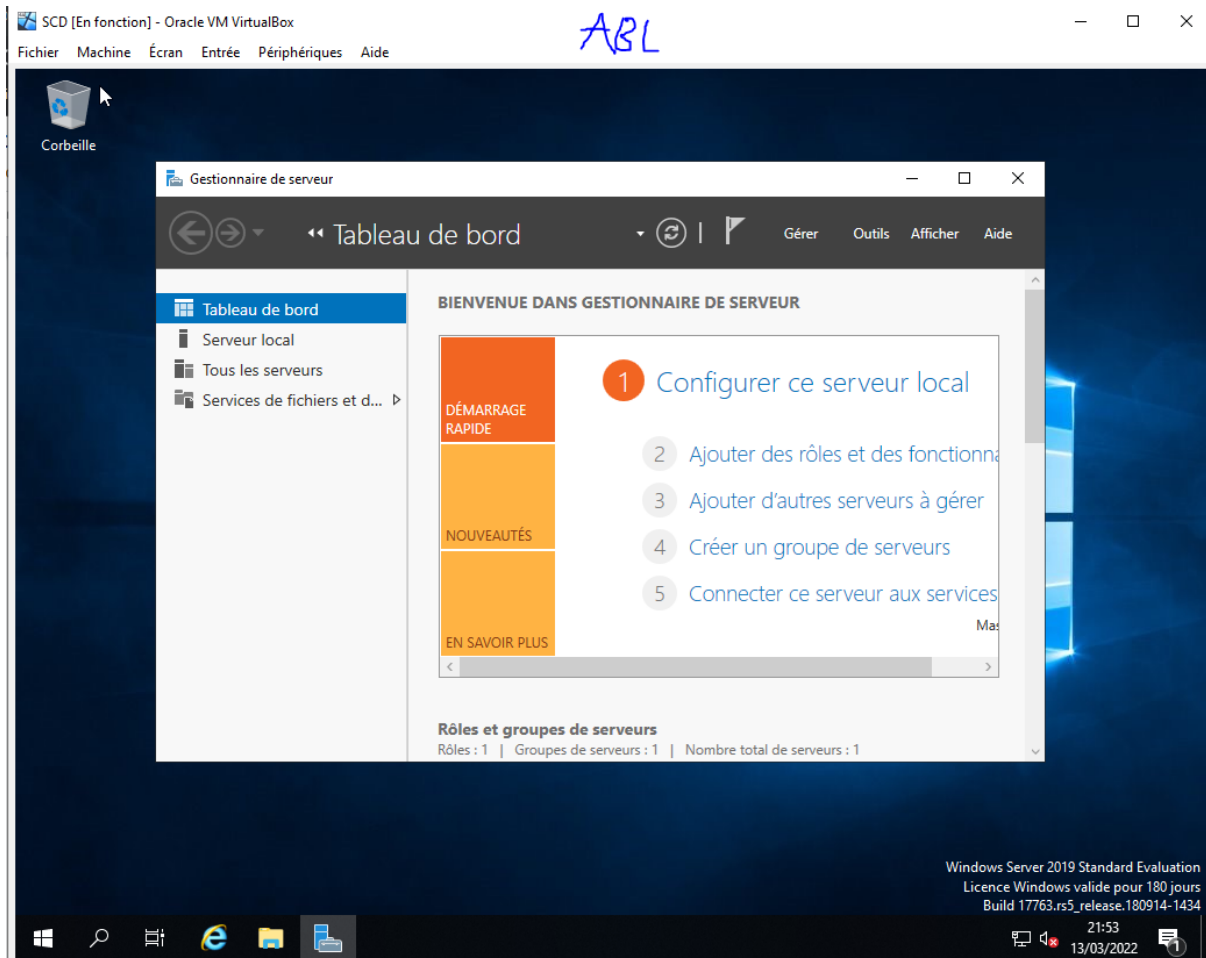 SCD [En fonction] - Oracle VM VirtualBox
ABL
Fichier Machine Écran Entrée Périphériques Aide
Corbeille
Gestionnaire de serveur
Tableau de bord
Gérer Outils Afficher Aide
Tableau de bord
Serveur local
Tous les serveurs
Services de fichiers et d...
BIENVENUE DANS GESTIONNAIRE DE SERVEUR
DÉMARRAGE
RAPIDE
NOUVEAUTÉS
EN SAVOIR PLUS
1 Configurer ce serveur local
2 Ajouter des rôles et des fonctionna
3 Ajouter d’autres serveurs à gérer
4 Créer un groupe de serveurs
5 Connecter ce serveur aux services
Mas
Rôles et groupes de serveurs
Rôles : 1 | Groupes de serveurs : 1 | Nombre total de serveurs : 1
Windows Server 2019 Standard Evaluation
Licence Windows valide pour 180 jours
Build 17763.rs5_release.180914-1434
21:53
13/03/2022
1